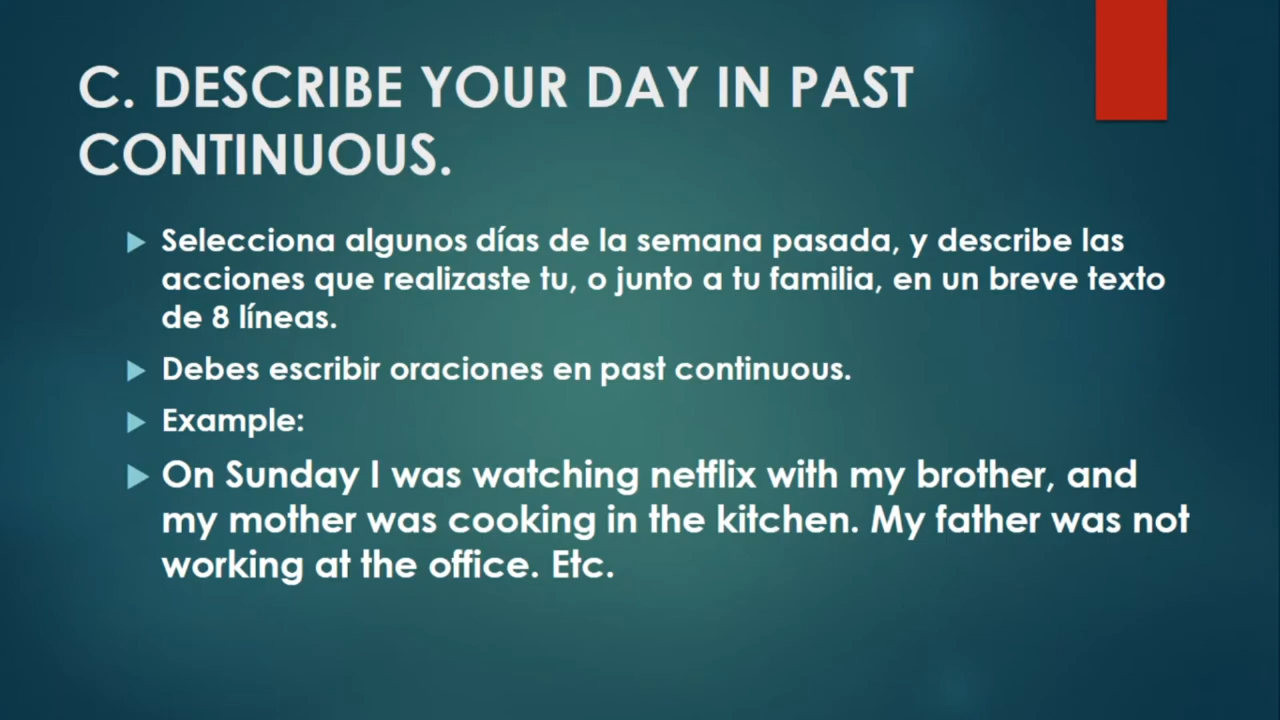 C. DESCRIBE YOUR DAY IN PAST
CONTINUOUS.
Selecciona algunos días de la semana pasada, y describe las
acciones que realizaste tu, o junto a tu familia, en un breve texto
de 8 líneas.
Debes escribir oraciones en past continuous.
Example:
On Sunday I was watching netflix with my brother, and
my mother was cooking in the kitchen. My father was not
working at the office. Etc.